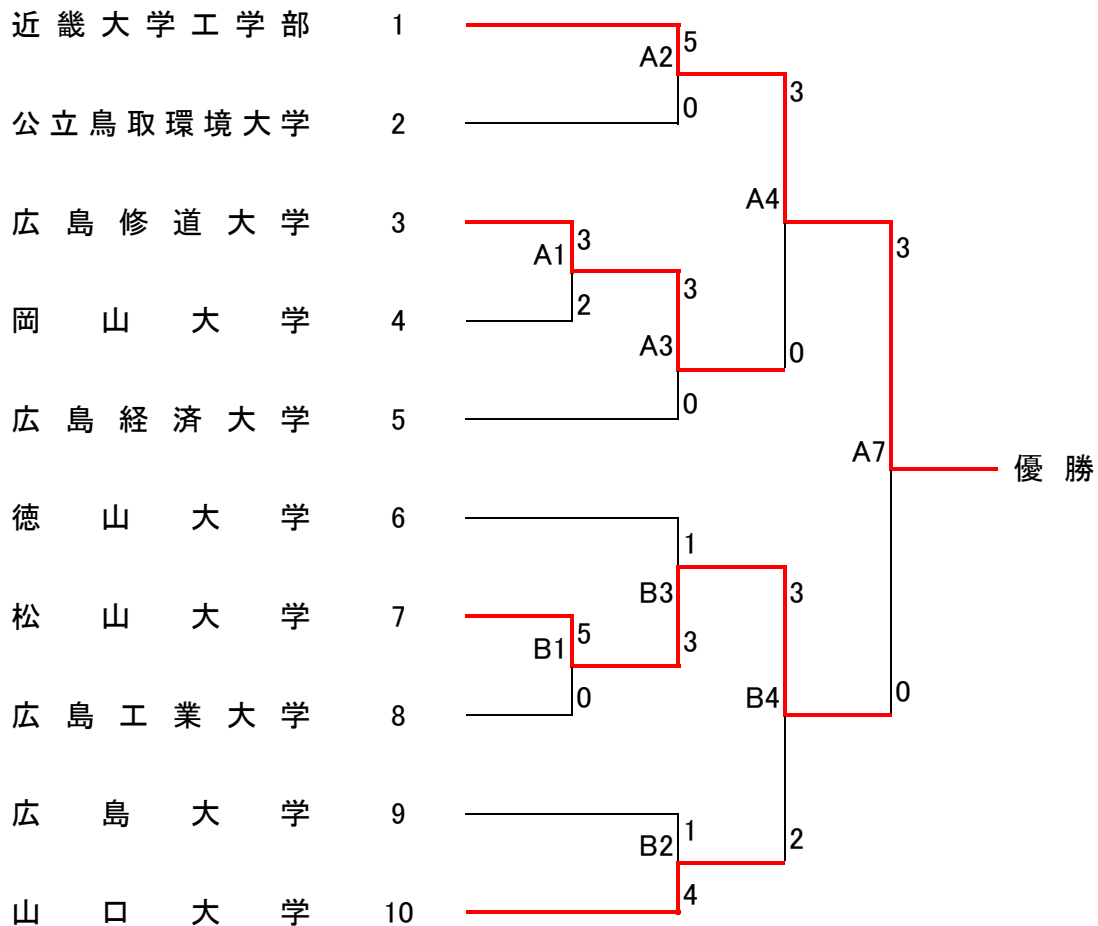 近畿大学工学部 1
5
A2
3
0
公立鳥取環境大学 2
A4
広島修道大学 3
3
A1
3
3
2
岡山大学 4
A3
0
0
広島経済大学 5
A7
優勝
徳山大学 6
1
B3
3
松山大学 7
5
B1
3
0
B4
0
広島工業大学 8
広島大学 9
1
B2
2
4
山口大学 10